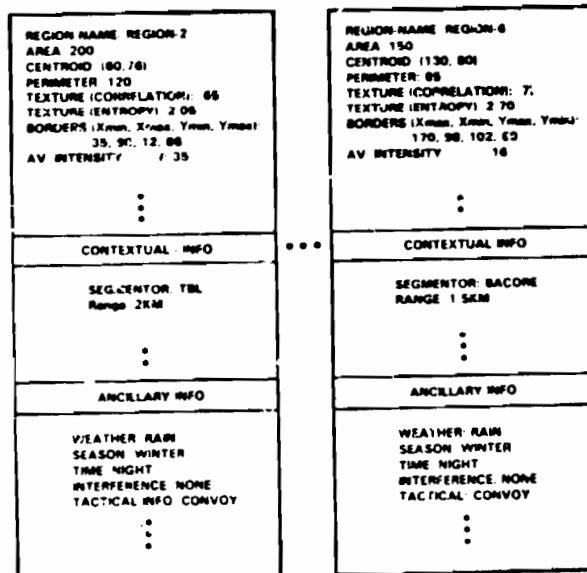 REGION-NAME: REGION-2
AREA 200
CENTROID (80,76)
PERIMETER 120
TEXTURE (CORRELATION): 65
TEXTURE (ENTROPY) 2.06
BORDERS (Xmin, Xmax, Ymin, Ymax):
35, 90, 12, 86
AV INTENSITY 35
CONTEXTUAL INFO
SEGMENTOR: TBL
Range 2KM
ANCILLARY INFO
WEATHER RAIN
SEASON WINTER
TIME NIGHT
INTERFERENCE NONE
TACTICAL INFO CONVOY
REGION-NAME REGION-6
AREA 150
CENTROID (130, 80)
PERIMETER: 95
TEXTURE (CORRELATION):
TEXTURE (ENTROPY) 2.70
BORDERS (Xmax, Xmin, Ymax, Ymin):
170, 98, 102, 60
AV INTENSITY 16
CONTEXTUAL INFO
SEGMENTOR: BACORE
RANGE 1.5KM
ANCILLARY INFO
WEATHER RAIN
SEASON WINTER
TIME NIGHT
INTERFERENCE: NONE
TACTICAL: CONVOY